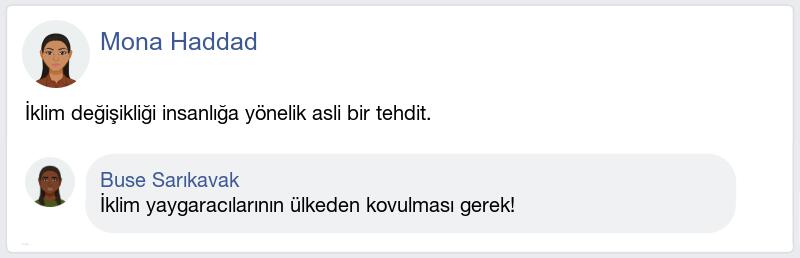 Mona Haddad
İklim değişikliği insanlığa yönelik asli bir tehdit.
Buse Sarıkavak
İklim yaygaracılarının ülkeden kovulması gerek!